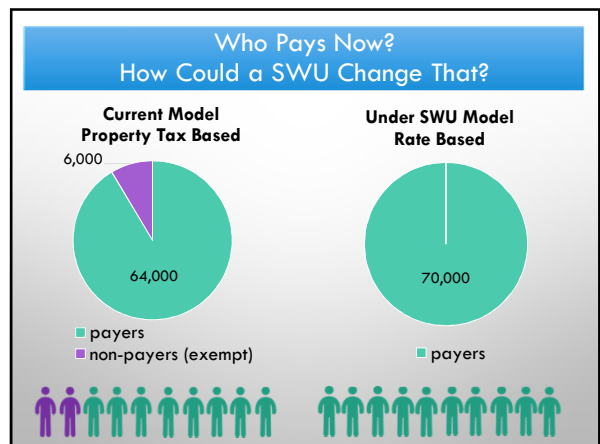 Who Pays Now?
How Could a SWU Change That?
Current Model
Property Tax Based
6,000
64,000
payers
non-payers (exempt)
Under SWU Model
Rate Based
70,000
payers